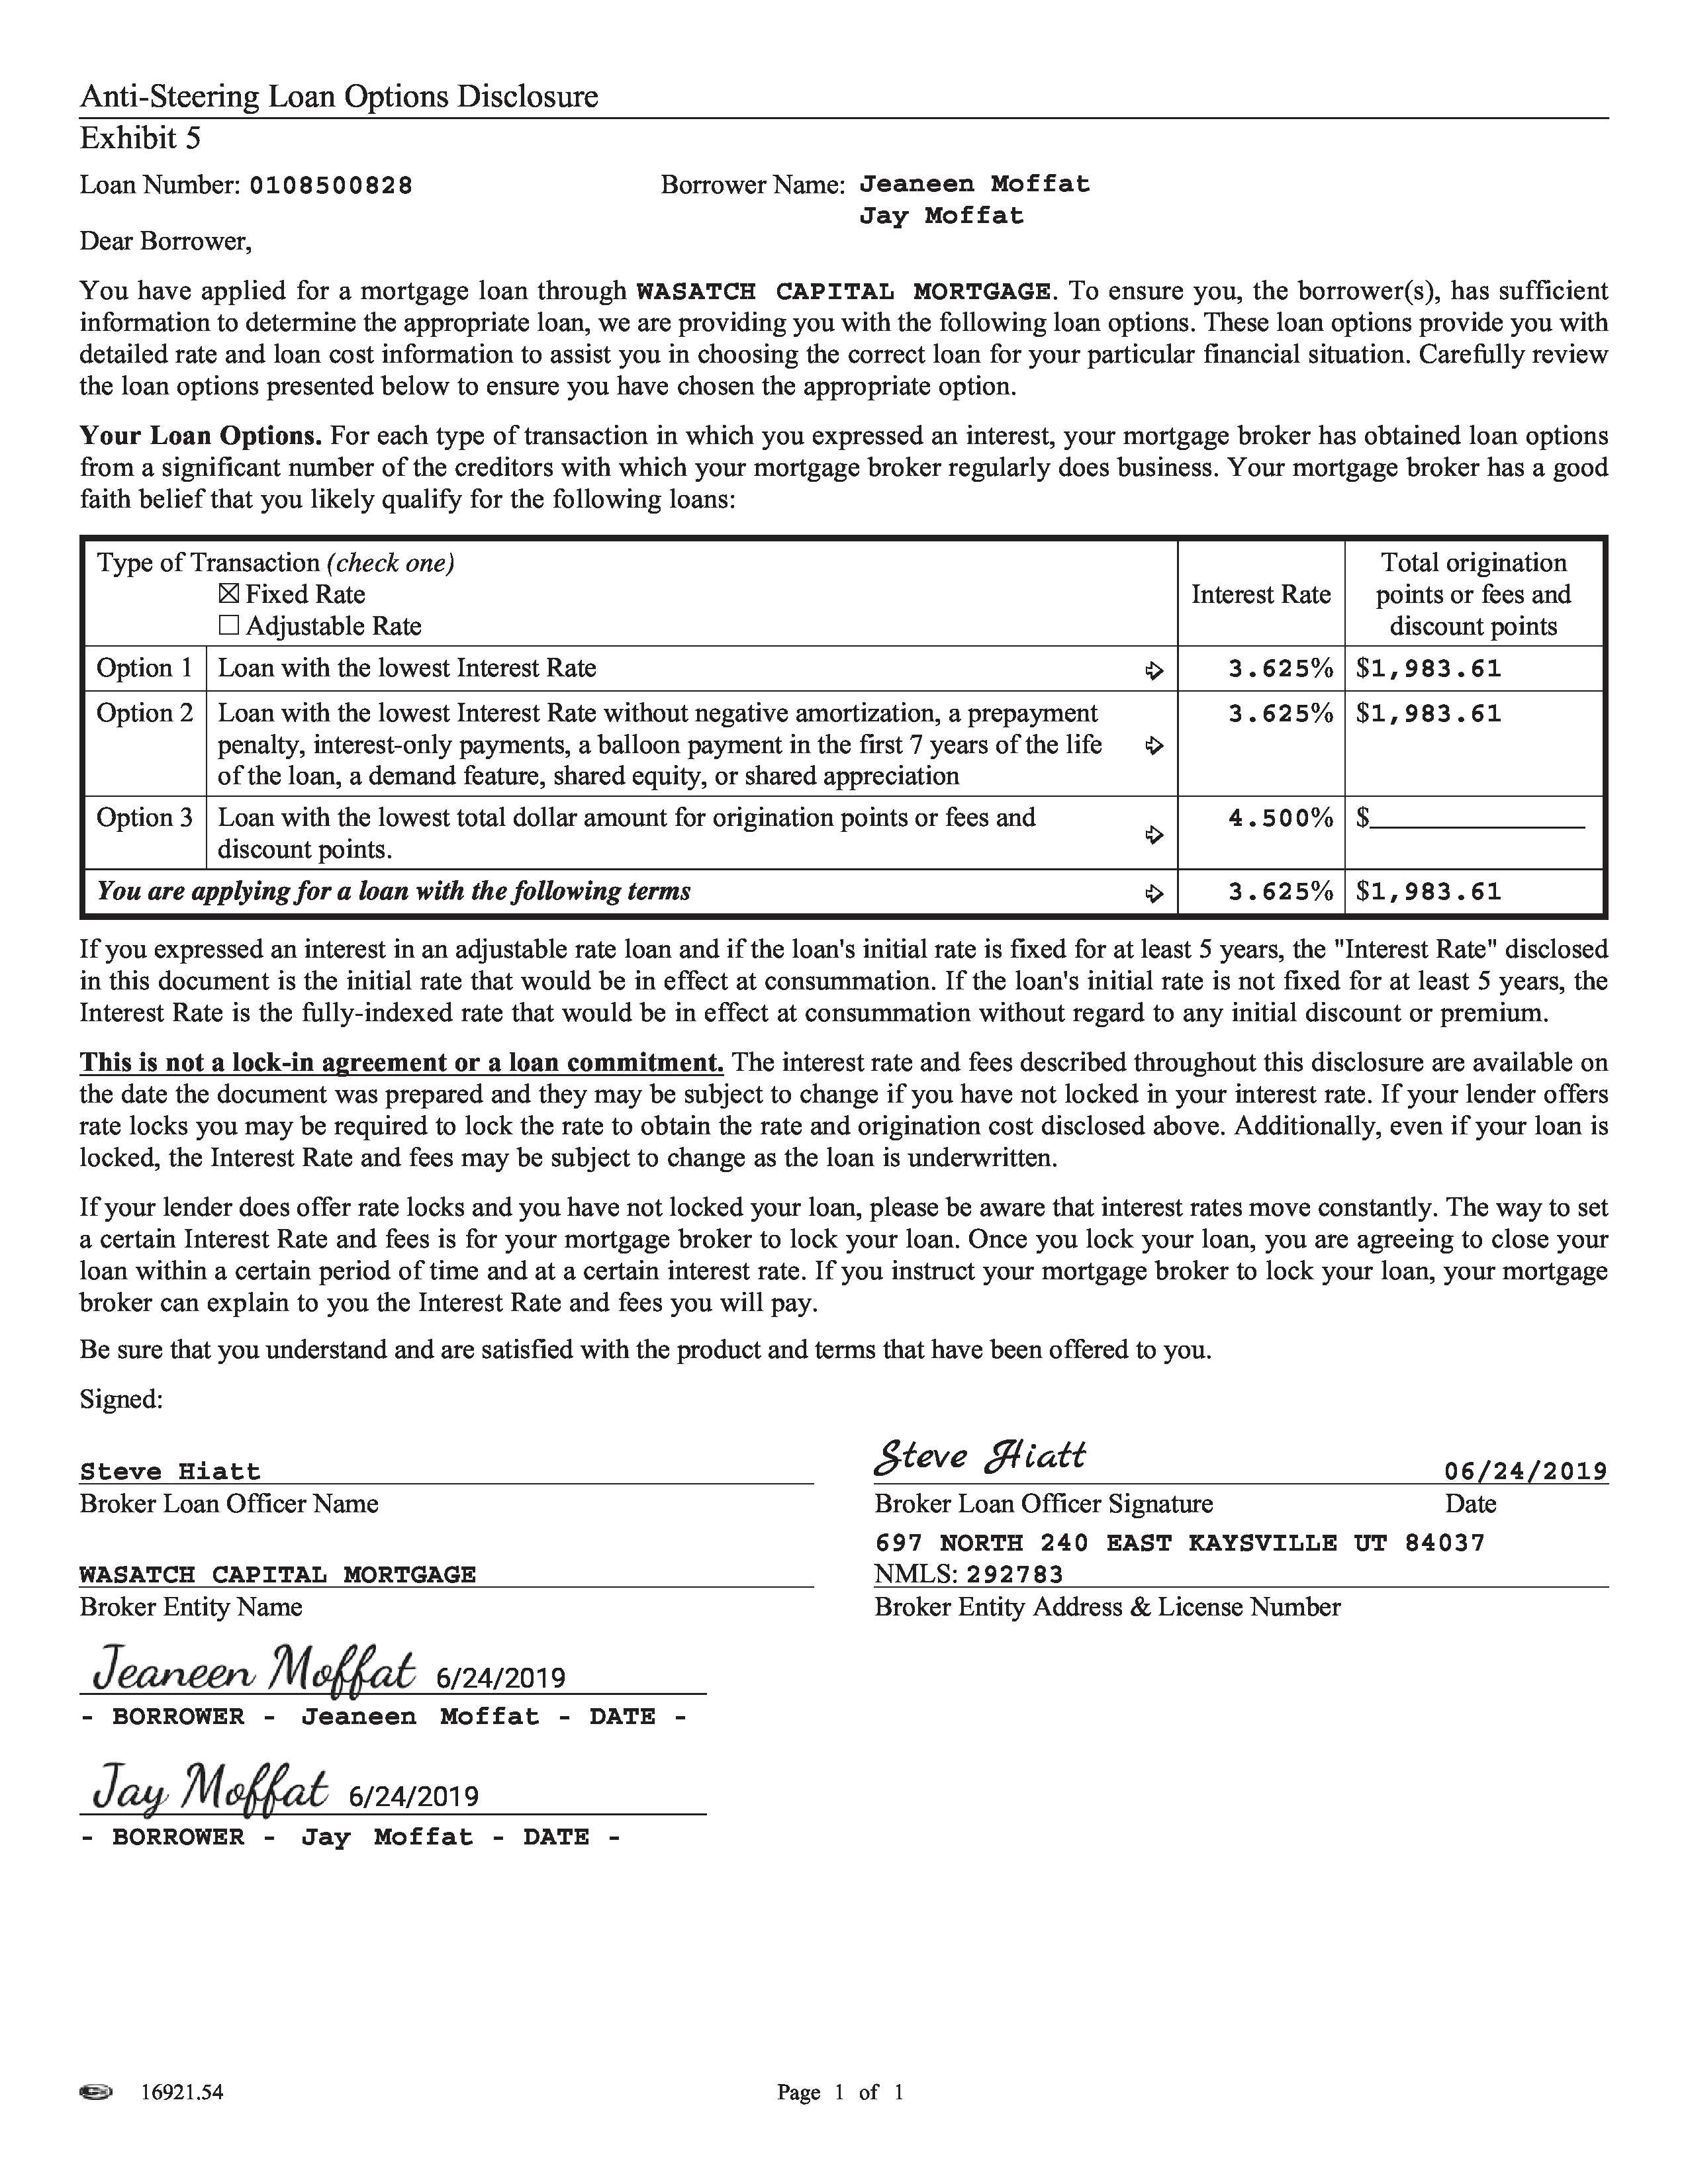 Anti-Steering Loan Options Disclosure
Exhibit 5
Loan Number: 0108500828 Borrower Name: Jeaneen Moffat
Jay Moffat
Dear Borrower,
You have applied for a mortgage loan through WASATCH CAPITAL MORTGAGE. To ensure you, the borrower(s), has sufficient
information to determine the appropriate loan, we are providing you with the following loan options. These loan options provide you with
detailed rate and loan cost information to assist you in choosing the correct loan for your particular financial situation. Carefully review
the loan options presented below to ensure you have chosen the appropriate option.
Your Loan Options. For each type of transaction in which you expressed an interest, your mortgage broker has obtained loan options
from a significant number of the creditors with which your mortgage broker regularly does business. Your mortgage broker has a good
faith belief that you likely qualify for the following loans:
Type of Transaction (check one)
☒ Fixed Rate
☐ Adjustable Rate
Interest Rate
Total origination
points or fees and
discount points
Option 1 Loan with the lowest Interest Rate 3.625% $1,983.61
Option 2 Loan with the lowest Interest Rate without negative amortization, a prepayment 3.625% $1,983.61
penalty, interest-only payments, a balloon payment in the first 7 years of the life
of the loan, a demand feature, shared equity, or shared appreciation
Option 3 Loan with the lowest total dollar amount for origination points or fees and 4.500% $
discount points.
You are applying for a loan with the following terms 3.625% $1,983.61
If you expressed an interest in an adjustable rate loan and if the loan's initial rate is fixed for at least 5 years, the "Interest Rate" disclosed
in this document is the initial rate that would be in effect at consummation. If the loan's initial rate is not fixed for at least 5 years, the
Interest Rate is the fully-indexed rate that would be in effect at consummation without regard to any initial discount or premium.
This is not a lock-in agreement or a loan commitment. The interest rate and fees described throughout this disclosure are available on
the date the document was prepared and they may be subject to change if you have not locked in your interest rate. If your lender offers
rate locks you may be required to lock the rate to obtain the rate and origination cost disclosed above. Additionally, even if your loan is
locked, the Interest Rate and fees may be subject to change as the loan is underwritten.
If your lender does offer rate locks and you have not locked your loan, please be aware that interest rates move constantly. The way to set
a certain Interest Rate and fees is for your mortgage broker to lock your loan. Once you lock your loan, you are agreeing to close your
loan within a certain period of time and at a certain interest rate. If you instruct your mortgage broker to lock your loan, your mortgage
broker can explain to you the Interest Rate and fees you will pay.
Be sure that you understand and are satisfied with the product and terms that have been offered to you.
Signed:
Steve Hiatt Steve Hiatt 06/24/2019
Broker Loan Officer Name Broker Loan Officer Signature Date
697 NORTH 240 EAST KAYSVILLE UT 84037
WASATCH CAPITAL MORTGAGE NMLS: 292783
Broker Entity Name Broker Entity Address & License Number
Jeaneen Moffat 6/24/2019
- BORROWER - Jeaneen Moffat - DATE -
Jay Moffat 6/24/2019
- BORROWER - Jay Moffat - DATE -
16921.54 Page 1 of 1